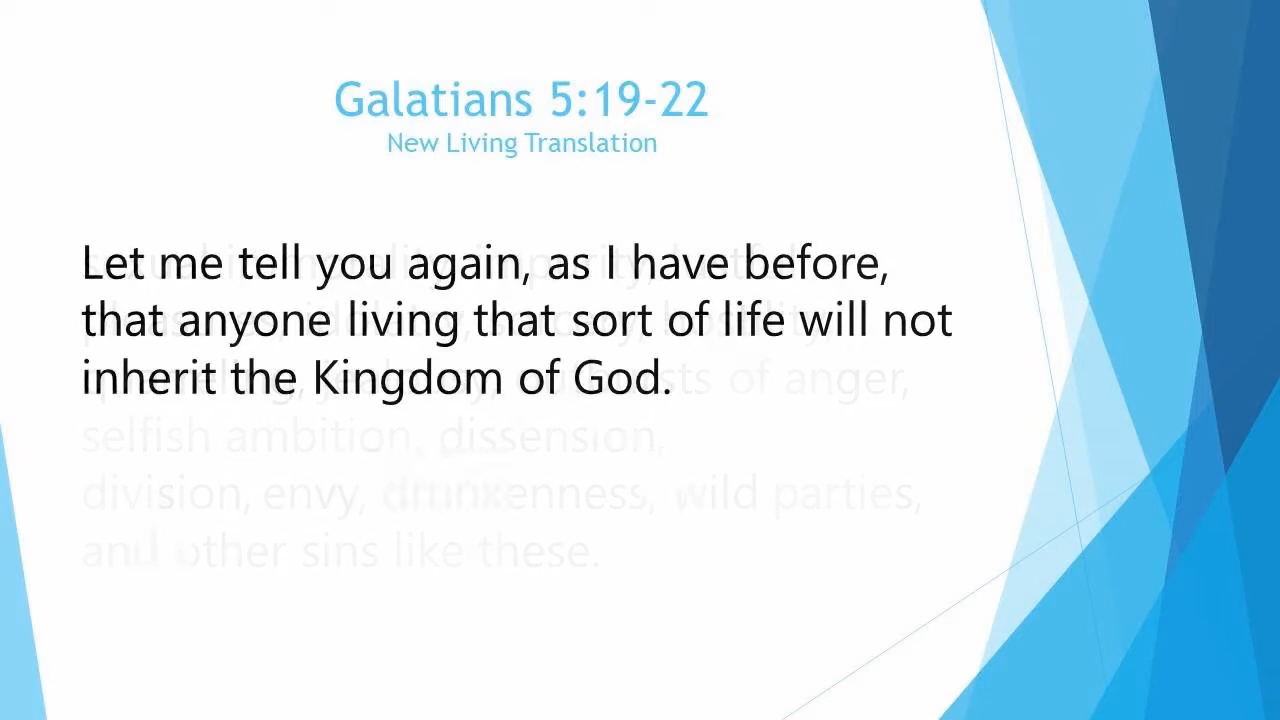 Galatians 5:19-22
New Living Translation
Let me tell you again, as I have before,
that anyone living that sort of life will not
inherit the Kingdom of God.
of anger,
selfish ambition, dissension,
division, envy, drunkenness, wild parties,
and other sins like these.